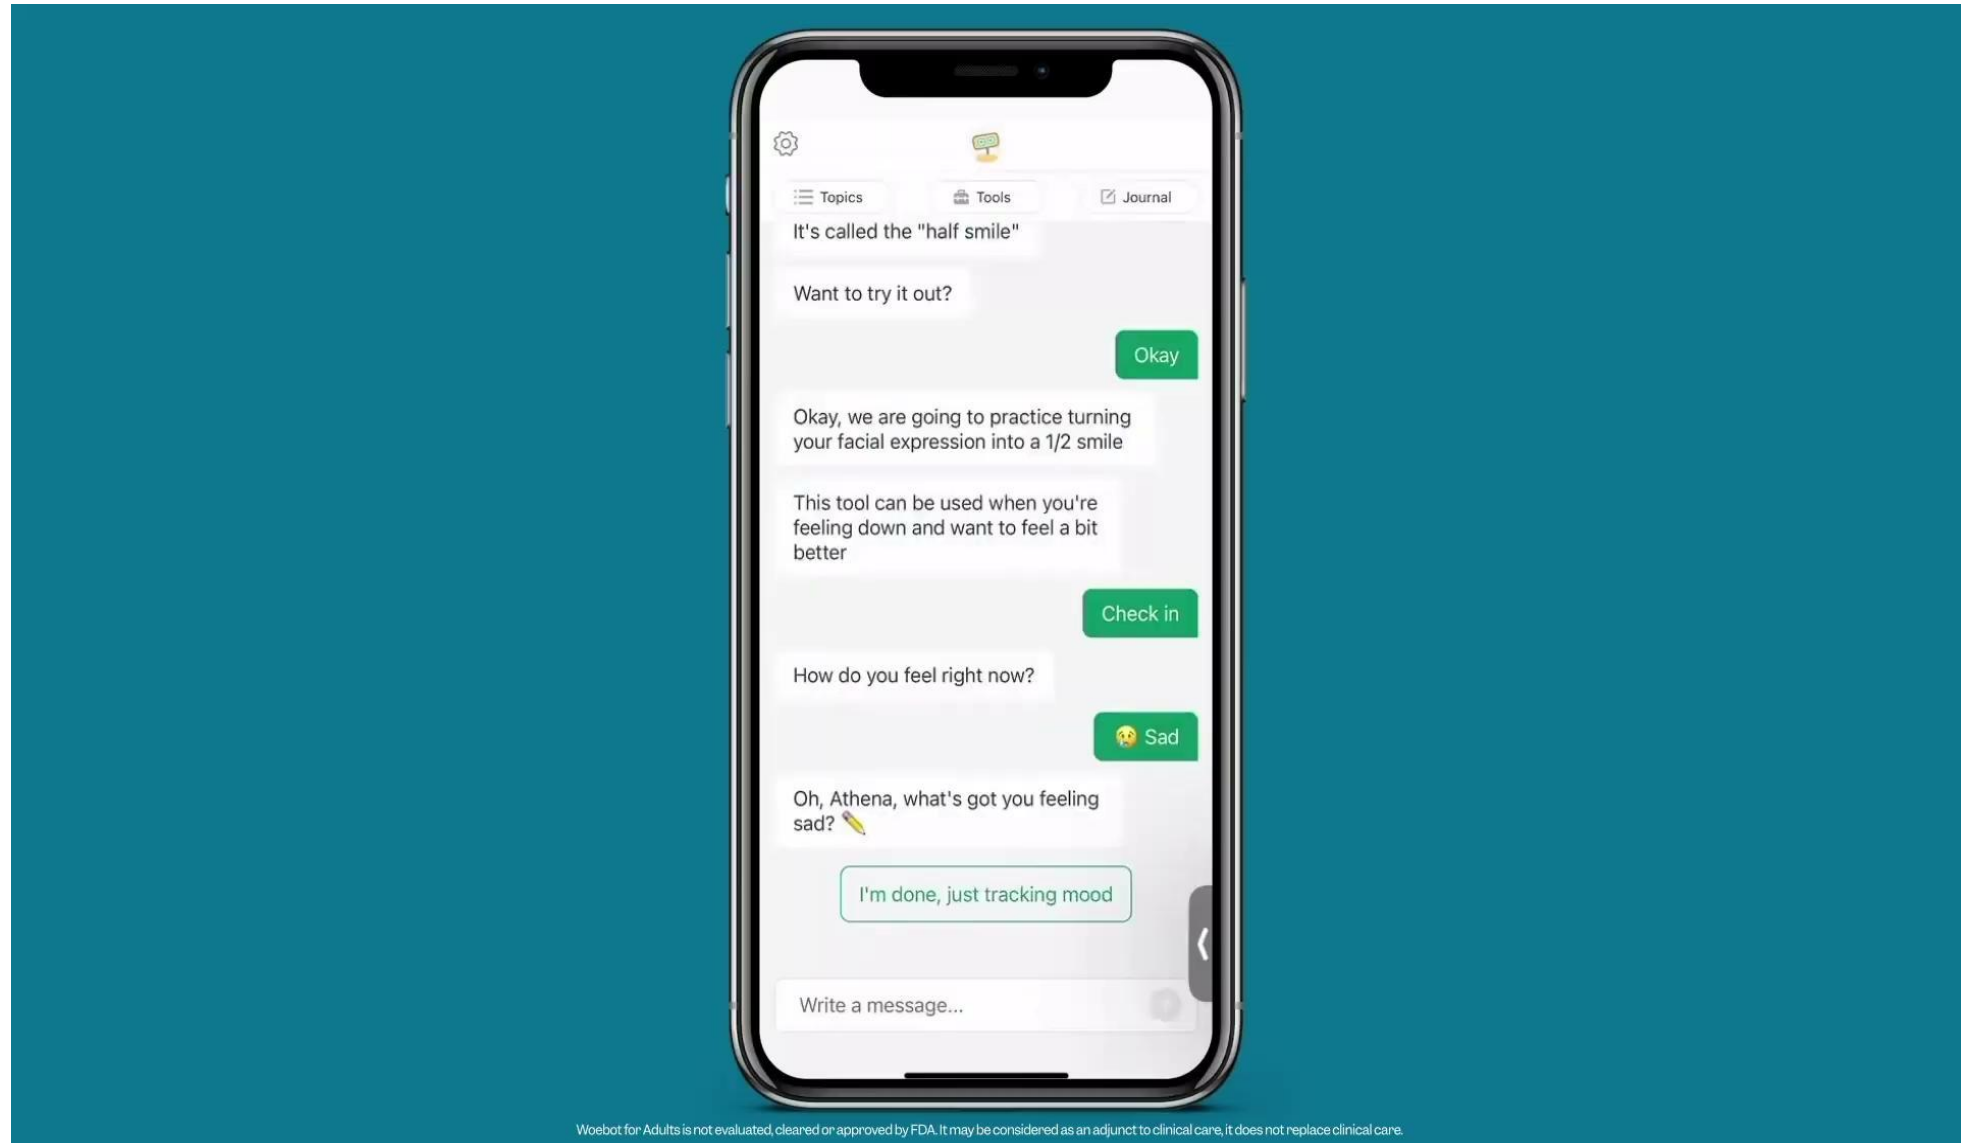 Topics
Tools
Journal
It's called the "half smile"
Want to try it out?
Okay
Okay, we are going to practice turning
your facial expression into a 1/2 smile
This tool can be used when you're
feeling down and want to feel a bit
better
Check in
How do you feel right now?
😢 Sad
Oh, Athena, what's got you feeling
sad? ✏️
I'm done, just tracking mood
Write a message...
Woebot for Adults is not evaluated, cleared or approved by FDA. It may be considered as an adjunct to clinical care, it does not replace clinical care.